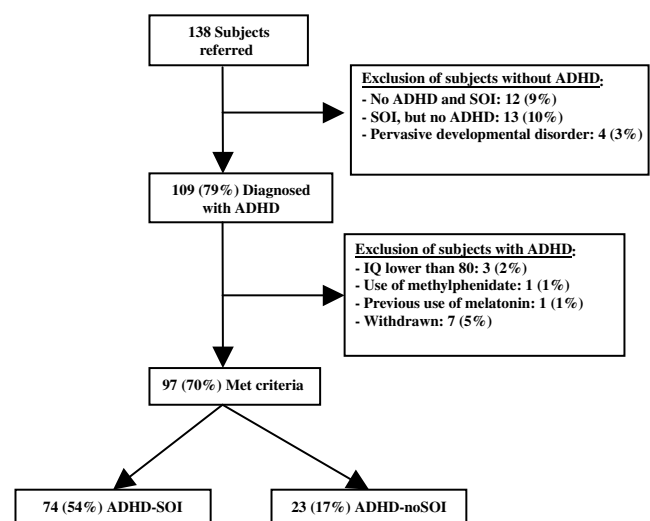 138 Subjects
referred
Exclusion of subjects without ADHD:
- No ADHD and SOI: 12 (9%)
- SOI, but no ADHD: 13 (10%)
- Pervasive developmental disorder: 4 (3%)
109 (79%) Diagnosed
with ADHD
Exclusion of subjects with ADHD:
- IQ lower than 80: 3 (2%)
- Use of methylphenidate: 1 (1%)
- Previous use of melatonin: 1 (1%)
- Withdrawn: 7 (5%)
97 (70%) Met criteria
74 (54%) ADHD-SOI
23 (17%) ADHD-noSOI